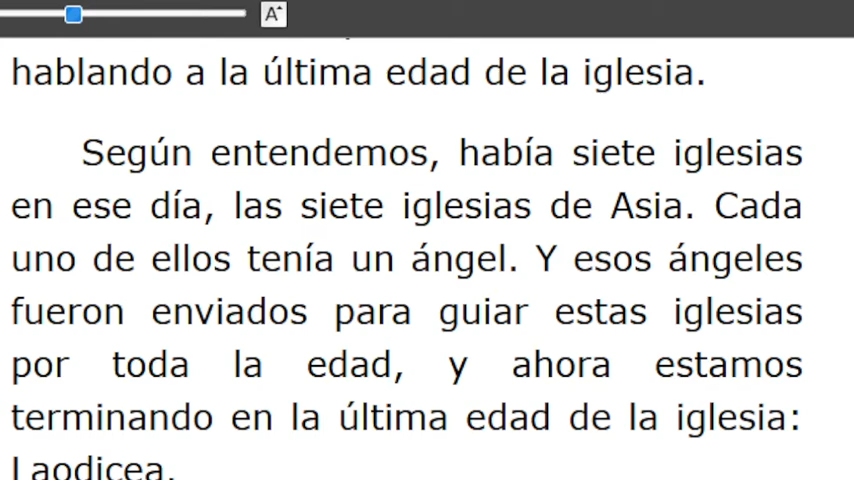 A
hablando a la última edad de la iglesia.
Según entendemos, había siete iglesias
en ese día, las siete iglesias de Asia. Cada
uno de ellos tenía un ángel. Y esos ángeles
fueron enviados para guiar estas iglesias
por toda la edad, y ahora estamos
terminando en la última edad de la iglesia:
Laodicea.